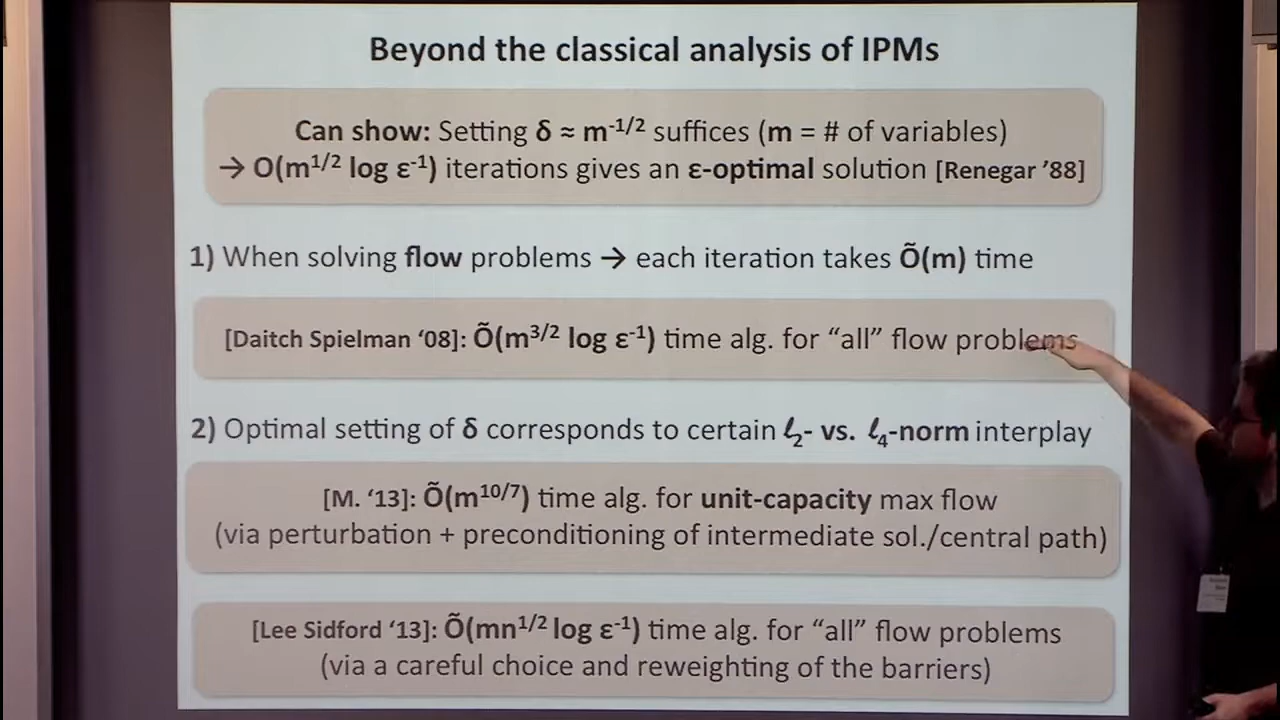 Beyond the classical analysis of IPMs
Can show: Setting δ ≈ m⁻¹/² suffices (m = # of variables)
→ O(m¹/² log ε⁻¹) iterations gives an ε-optimal solution [Renegar ’88]
1) When solving flow problems → each iteration takes Õ(m) time
[Daitch Spielman ‘08]: Õ(m³/² log ε⁻¹) time alg. for “all” flow problems
2) Optimal setting of δ corresponds to certain ℓ₂- vs. ℓ₄-norm interplay
[M. ‘13]: Õ(m¹⁰/⁷) time alg. for unit-capacity max flow
(via perturbation + preconditioning of intermediate sol./central path)
[Lee Sidford ‘13]: Õ(mn¹/² log ε⁻¹) time alg. for “all” flow problems
(via a careful choice and reweighting of the barriers)